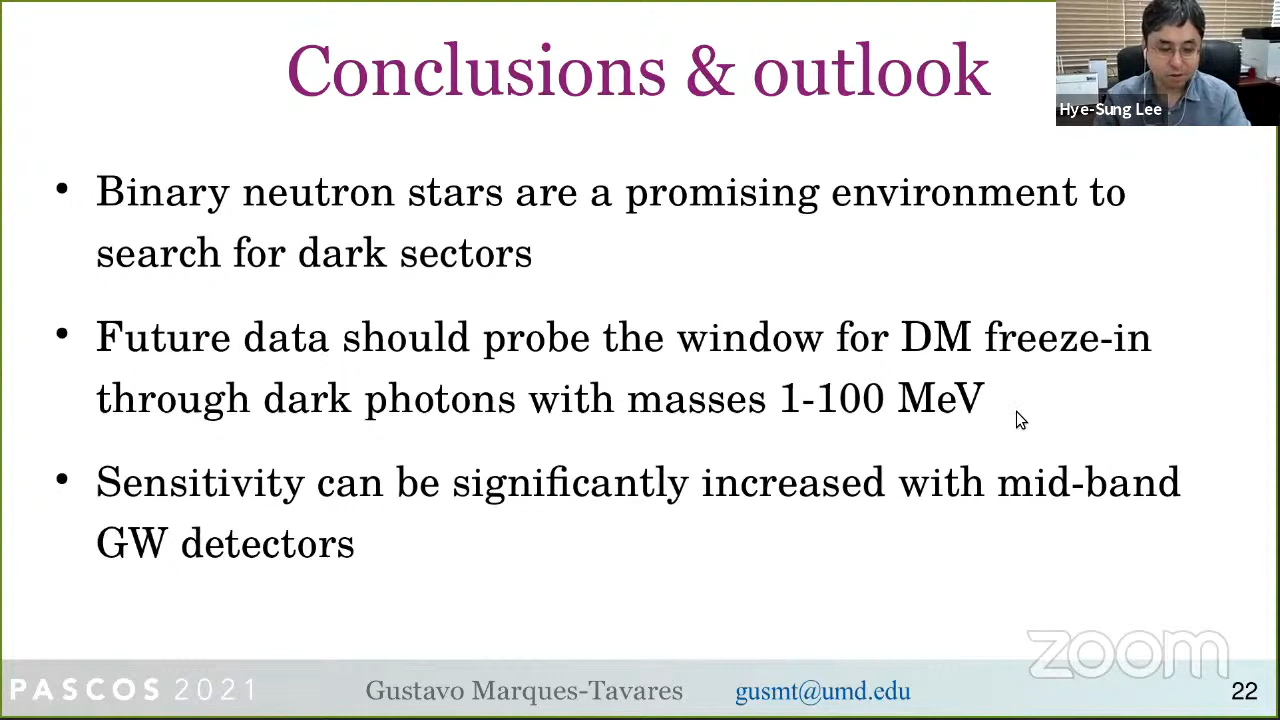 Conclusions & outlook
Hye-Sung Lee
• Binary neutron stars are a promising environment to
search for dark sectors
• Future data should probe the window for DM freeze-in
through dark photons with masses 1-100 MeV
• Sensitivity can be significantly increased with mid-band
GW detectors
zoom
PASCOS 2021
Gustavo Marques-Tavares
gusmt@umd.edu
22